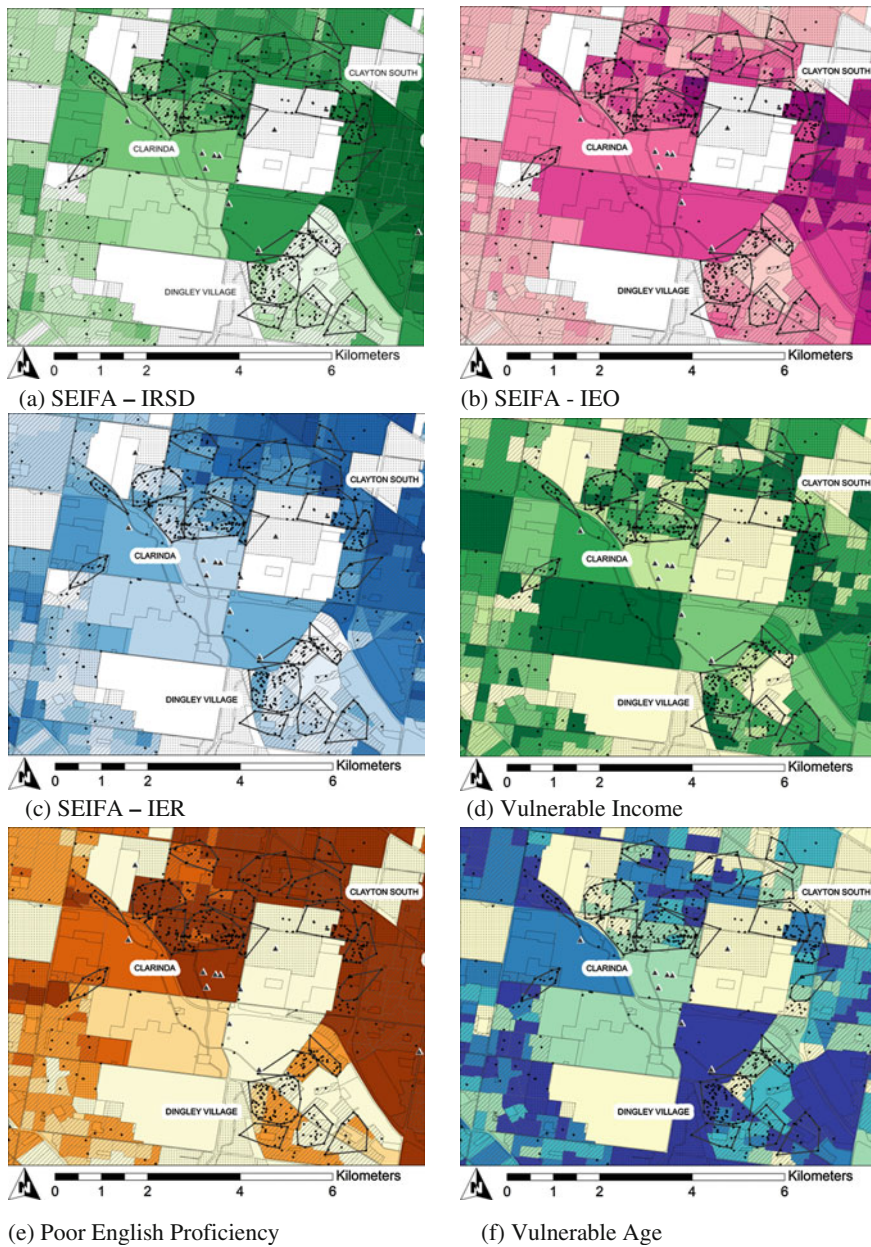 CLAYTON SOUTH
CLARINDA
DINGLEY VILLAGE
N
Kilometers
0 1 2 4 6
(a) SEIFA – IRSD
CLAYTON SOUTH
CLARINDA
DINGLEY VILLAGE
N
Kilometers
0 1 2 4 6
(b) SEIFA - IEO
CLAYTON SOUTH
CLARINDA
DINGLEY VILLAGE
N
Kilometers
0 1 2 4 6
(c) SEIFA – IER
CLAYTON SOUTH
CLARINDA
DINGLEY VILLAGE
N
Kilometers
0 1 2 4 6
(d) Vulnerable Income
CLAYTON SOUTH
CLARINDA
DINGLEY VILLAGE
N
Kilometers
0 1 2 4 6
(e) Poor English Proficiency
CLAYTON SOUTH
CLARINDA
DINGLEY VILLAGE
N
Kilometers
0 1 2 4 6
(f) Vulnerable Age